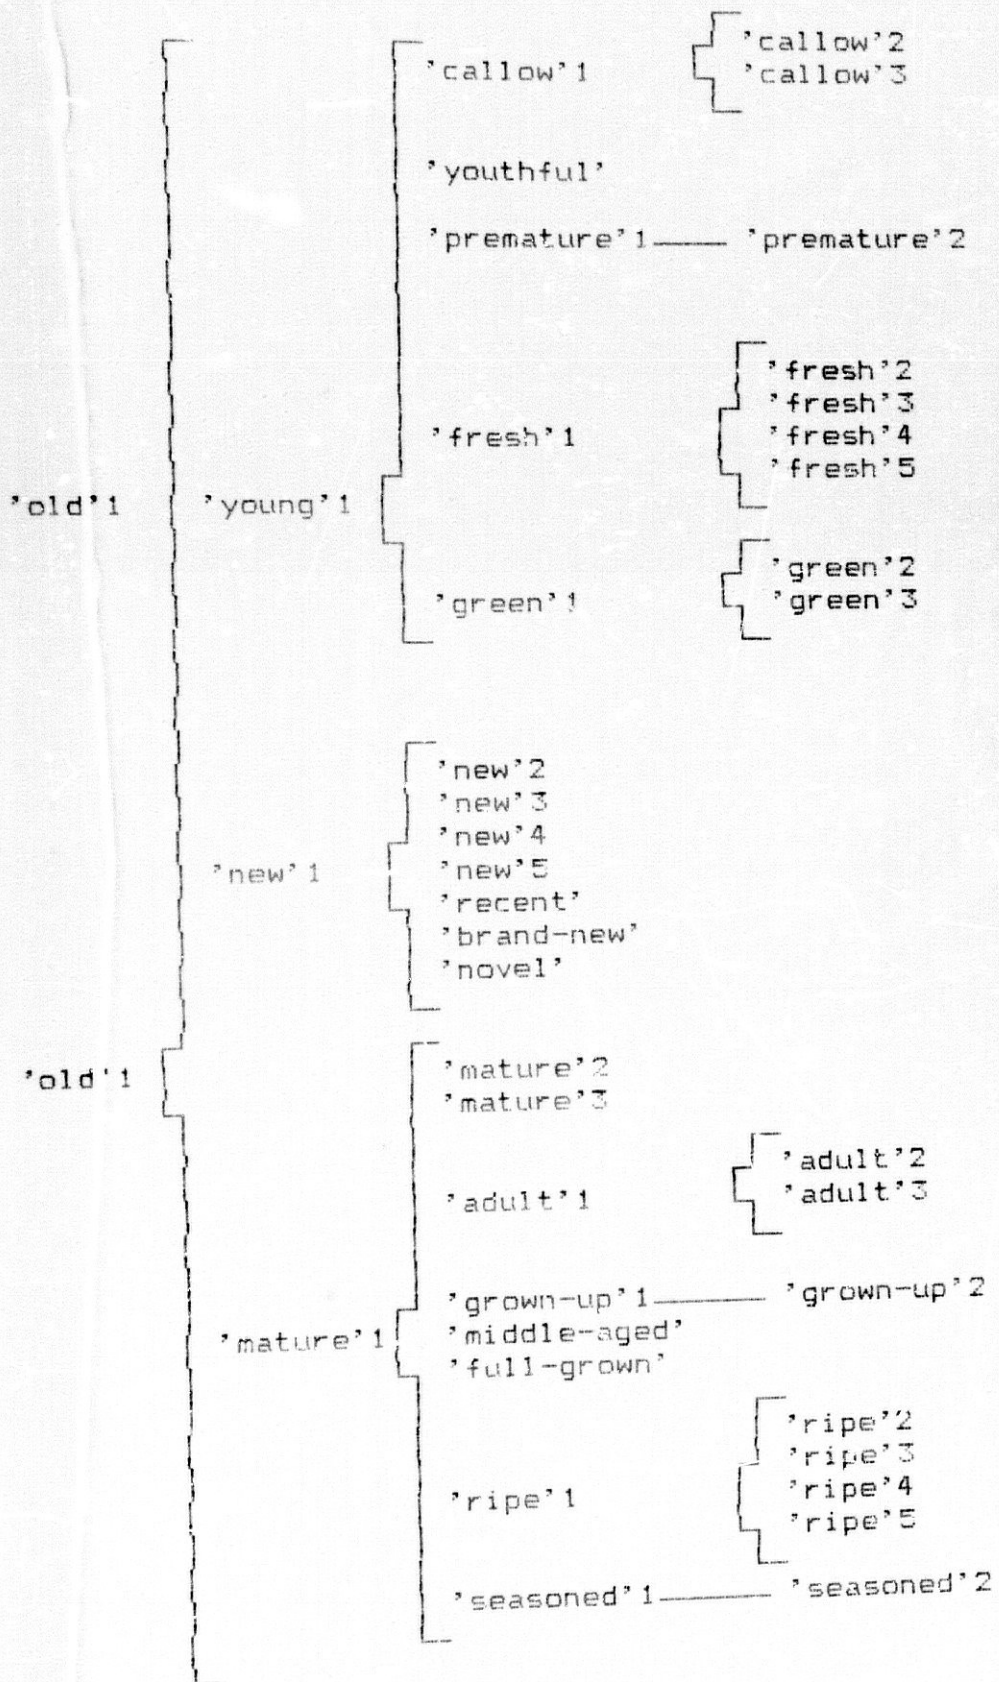 'callow'2
'callow'1 'callow'3
'youthful'
'premature'1 'premature'2
'fresh'2
'fresh'3
'fresh'1 'fresh'4
'fresh'5
'old'1 'young'1
'green'2
'green'1 'green'3
'new'2
'new'3
'new'4
'new'1 'new'5
'recent'
'brand-new'
'novel'
'old'1 'mature'2
'mature'3
'adult'2
'adult'1 'adult'3
'grown-up'1 'grown-up'2
'mature'1 'middle-aged'
'full-grown'
'ripe'2
'ripe'3
'ripe'1 'ripe'4
'ripe'5
'seasoned'1 'seasoned'2